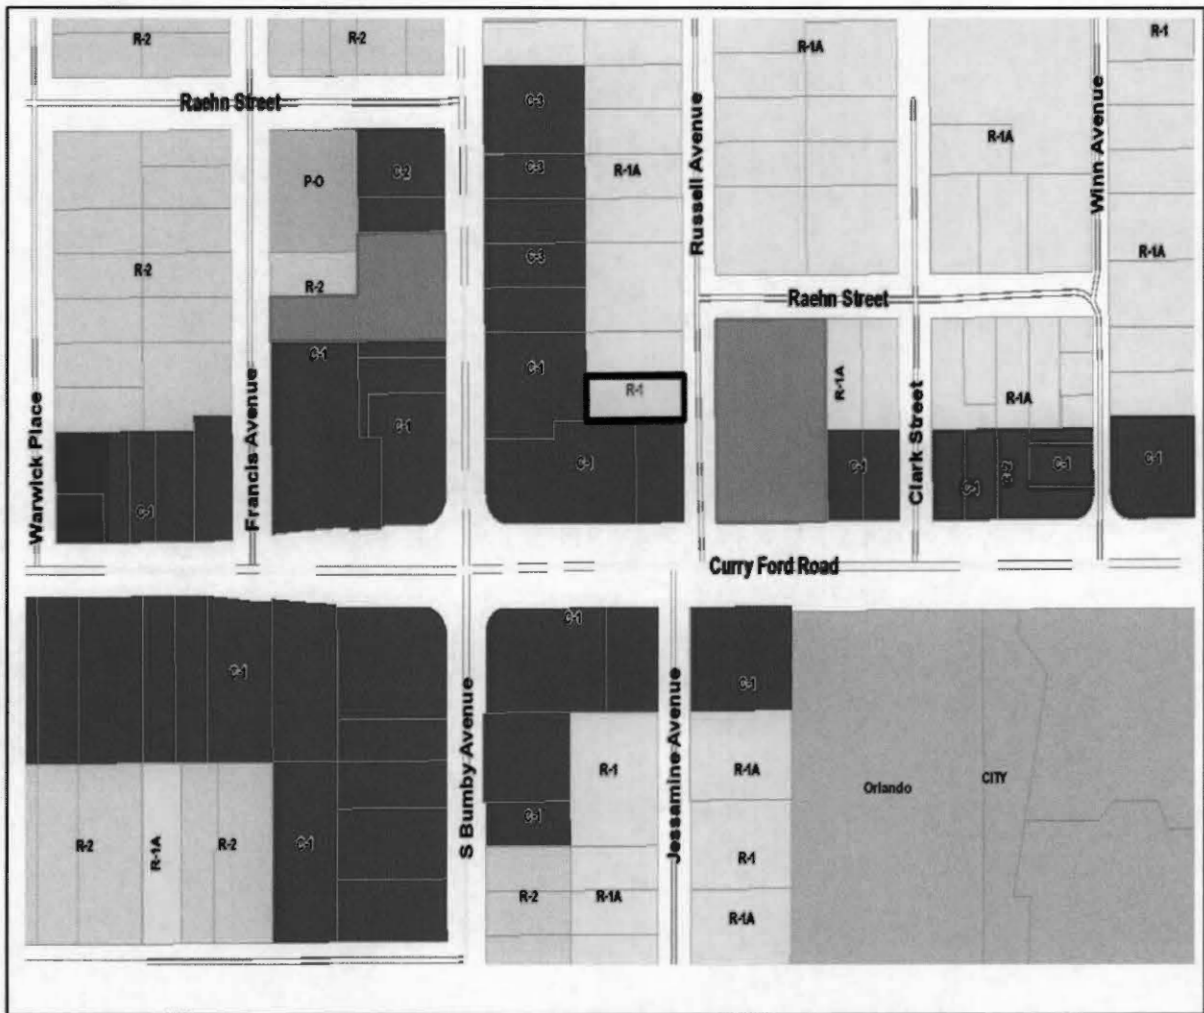 R-2
R-2
R-1A
R-1
Raehn Street
C-3
C-2
P-O
C-3
R-1A
Russell Avenue
R-1A
Winn Avenue
R-2
R-2
C-3
R-1A
Raehn Street
C-1
C-1
R-1
R-1A
R-1A
Warwick Place
Francis Avenue
C-1
C-1
C-1
Clark Street
C-1
C-1
Curry Ford Road
C-1
C-1
C-1
S Bumby Avenue
Jessamine Avenue
R-1
R-1A
Orlando
CITY
C-1
R-2
R-1A
R-2
C-1
R-1
R-2
R-1A
R-1A